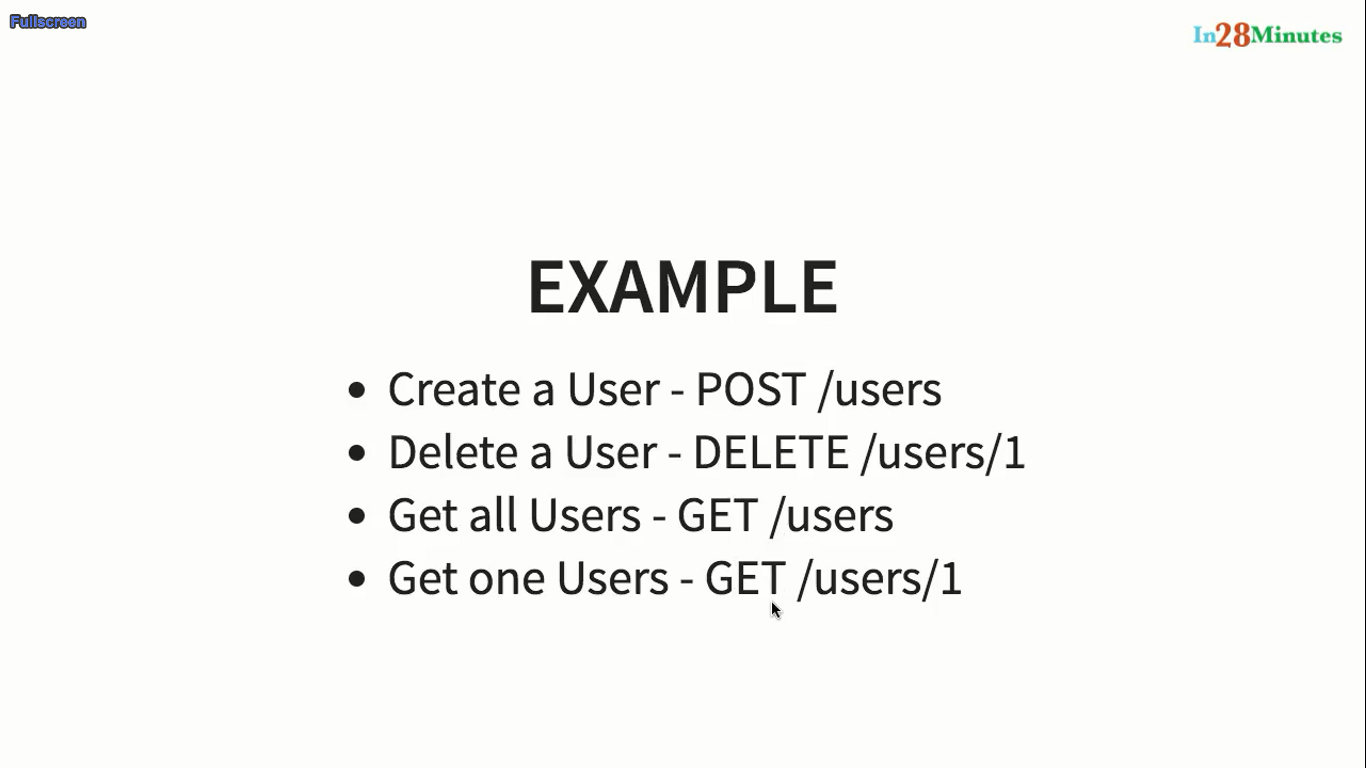 Fullscreen
In28Minutes
EXAMPLE
• Create a User - POST /users
• Delete a User - DELETE /users/1
• Get all Users - GET /users
• Get one Users - GET /users/1